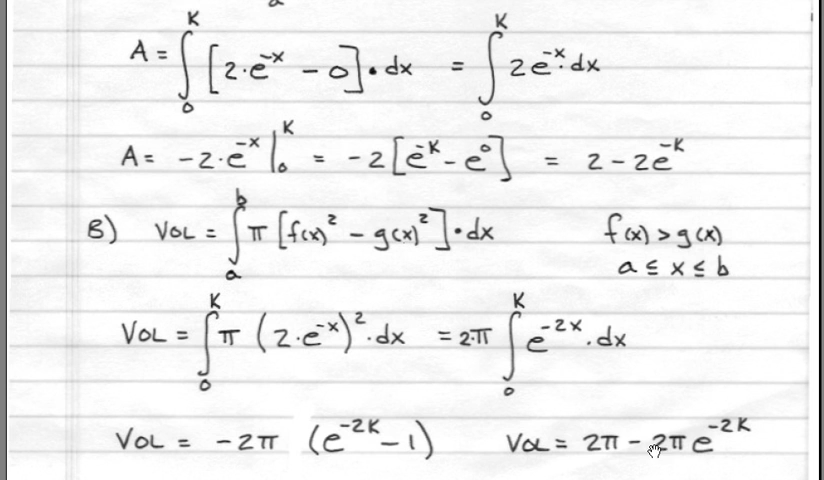 a
A = ∫₀ᴷ [2·e⁻ˣ - 0]·dx = ∫₀ᴷ 2e⁻ˣ·dx
A = -2·e⁻ˣ|₀ᴷ = -2[e⁻ᴷ - e⁰] = 2 - 2e⁻ᴷ
B) VOL = ∫ₐᵇ π [f(x)² - g(x)²]·dx f(x) > g(x)
a ≤ x ≤ b
VOL = ∫₀ᴷ π (2·e⁻ˣ)²·dx = 2·π ∫₀ᴷ e⁻²ˣ·dx
VOL = -2π (e⁻²ᴷ - 1) VOL = 2π - 2π e⁻²ᴷ